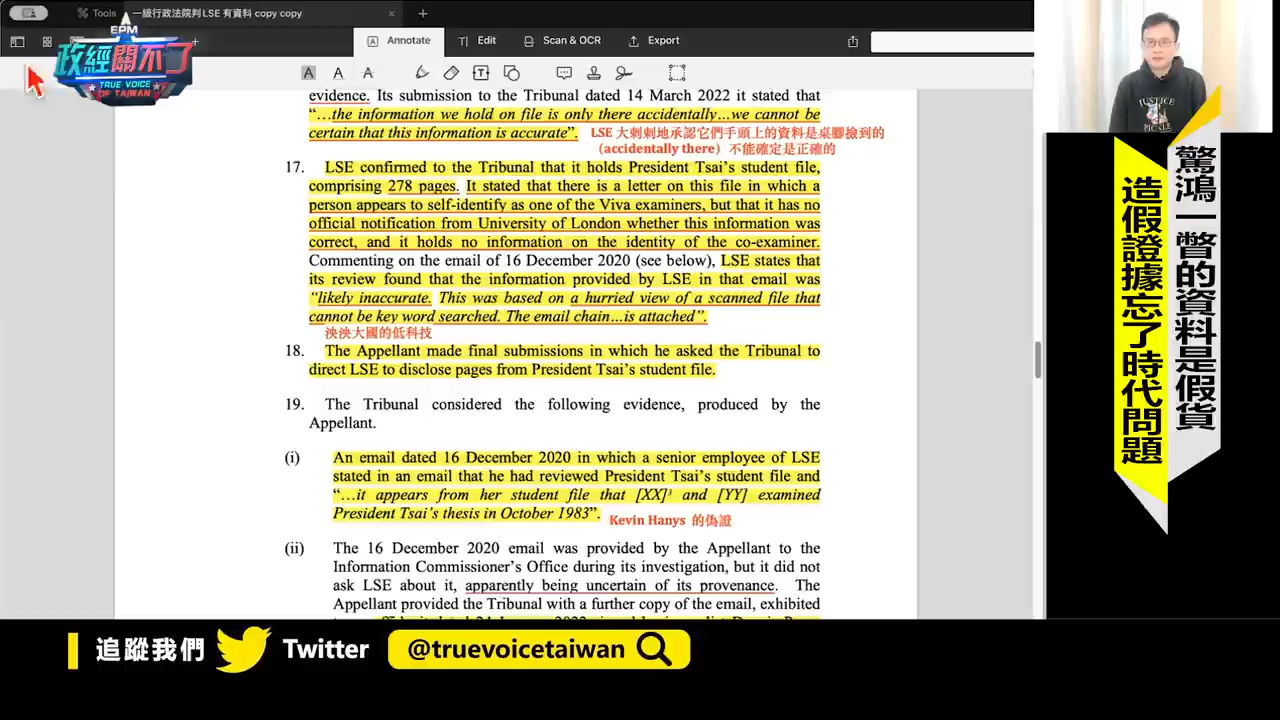 Tools
一級行政法院判 LSE 有資料 copy copy
EPM
政經關不了
TRUE VOICE
OF TAIWAN
Annotate
Edit
Scan & OCR
Export
evidence. Its submission to the Tribunal dated 14 March 2022 it stated that
“…the information we hold on file is only there accidentally…we cannot be
certain that this information is accurate”.
LSE 大剌剌地承認它們手頭上的資料是桌腳撿到的
（accidentally there）不能確定是正確的
17. LSE confirmed to the Tribunal that it holds President Tsai’s student file,
comprising 278 pages. It stated that there is a letter on this file in which a
person appears to self-identify as one of the Viva examiners, but that it has no
official notification from University of London whether this information was
correct, and it holds no information on the identity of the co-examiner.
Commenting on the email of 16 December 2020 (see below), LSE states that
its review found that the information provided by LSE in that email was
“likely inaccurate. This was based on a hurried view of a scanned file that
cannot be key word searched. The email chain…is attached”.
泱泱大國的低科技
18. The Appellant made final submissions in which he asked the Tribunal to
direct LSE to disclose pages from President Tsai’s student file.
19. The Tribunal considered the following evidence, produced by the
Appellant.
(i) An email dated 16 December 2020 in which a senior employee of LSE
stated in an email that he had reviewed President Tsai’s student file and
“…it appears from her student file that [XX]³ and [YY] examined
President Tsai’s thesis in October 1983”.
Kevin Hanys 的偽證
(ii) The 16 December 2020 email was provided by the Appellant to the
Information Commissioner’s Office during its investigation, but it did not
ask LSE about it, apparently being uncertain of its provenance. The
Appellant provided the Tribunal with a further copy of the email, exhibited
JUSTICE
PICKLE
驚鴻一瞥的資料是假貨
造假證據忘了時代問題
追蹤我們
Twitter
@truevoicetaiwan